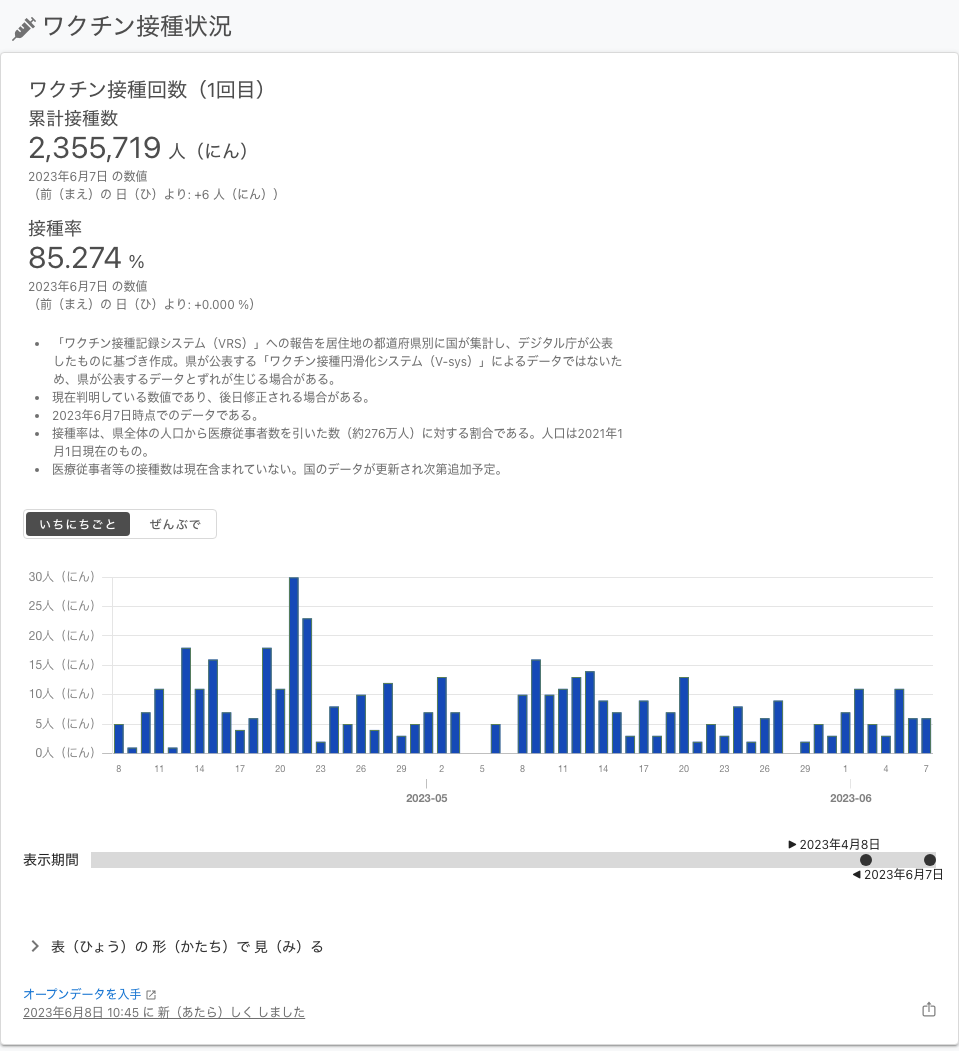 ワクチン接種状況
ワクチン接種回数（1回目）
累計接種数
2,355,719 人（にん）
2023年6月7日 の数値
（前（まえ）の 日（ひ）より: +6 人（にん））
接種率
85.274 %
2023年6月7日 の数値
（前（まえ）の 日（ひ）より: +0.000 %）
• 「ワクチン接種記録システム（VRS）」への報告を居住地の都道府県別に国が集計し、デジタル庁が公表
したものに基づき作成。県が公表する「ワクチン接種円滑化システム（V-sys）」によるデータではないた
め、県が公表するデータとずれが生じる場合がある。
• 現在判明している数値であり、後日修正される場合がある。
• 2023年6月7日時点でのデータである。
• 接種率は、県全体の人口から医療従事者数を引いた数（約276万人）に対する割合である。人口は2021年1
月1日現在のもの。
• 医療従事者等の接種数は現在含まれていない。国のデータが更新され次第追加予定。
いちにちごと ぜんぶで
30人（にん）
25人（にん）
20人（にん）
15人（にん）
10人（にん）
5人（にん）
0人（にん）
8 11 14 17 20 23 26 29 2 5 8 11 14 17 20 23 26 29 1 4 7
2023-05 2023-06
2023年4月8日
表示期間
2023年6月7日
表（ひょう）の 形（かたち）で 見（み）る
オープンデータを入手
2023年6月8日 10:45 に 新（あたら）しく しました